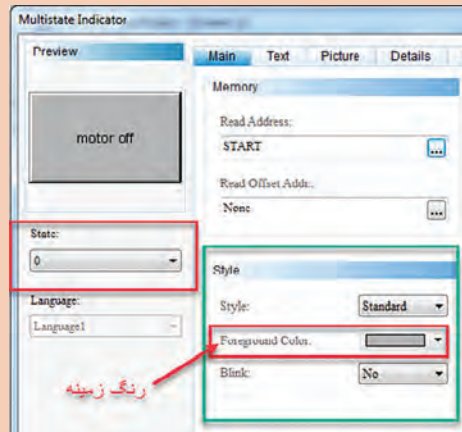 Multistate Indicator
Preview
motor off
State:
0
Language:
Language1
Main Text Picture Details
Memory
Read Address:
START
...
Read Offset Addr.:
None
...
Style
Style:
Standard
Foreground Color:
Blink:
No
رنگ زمینه